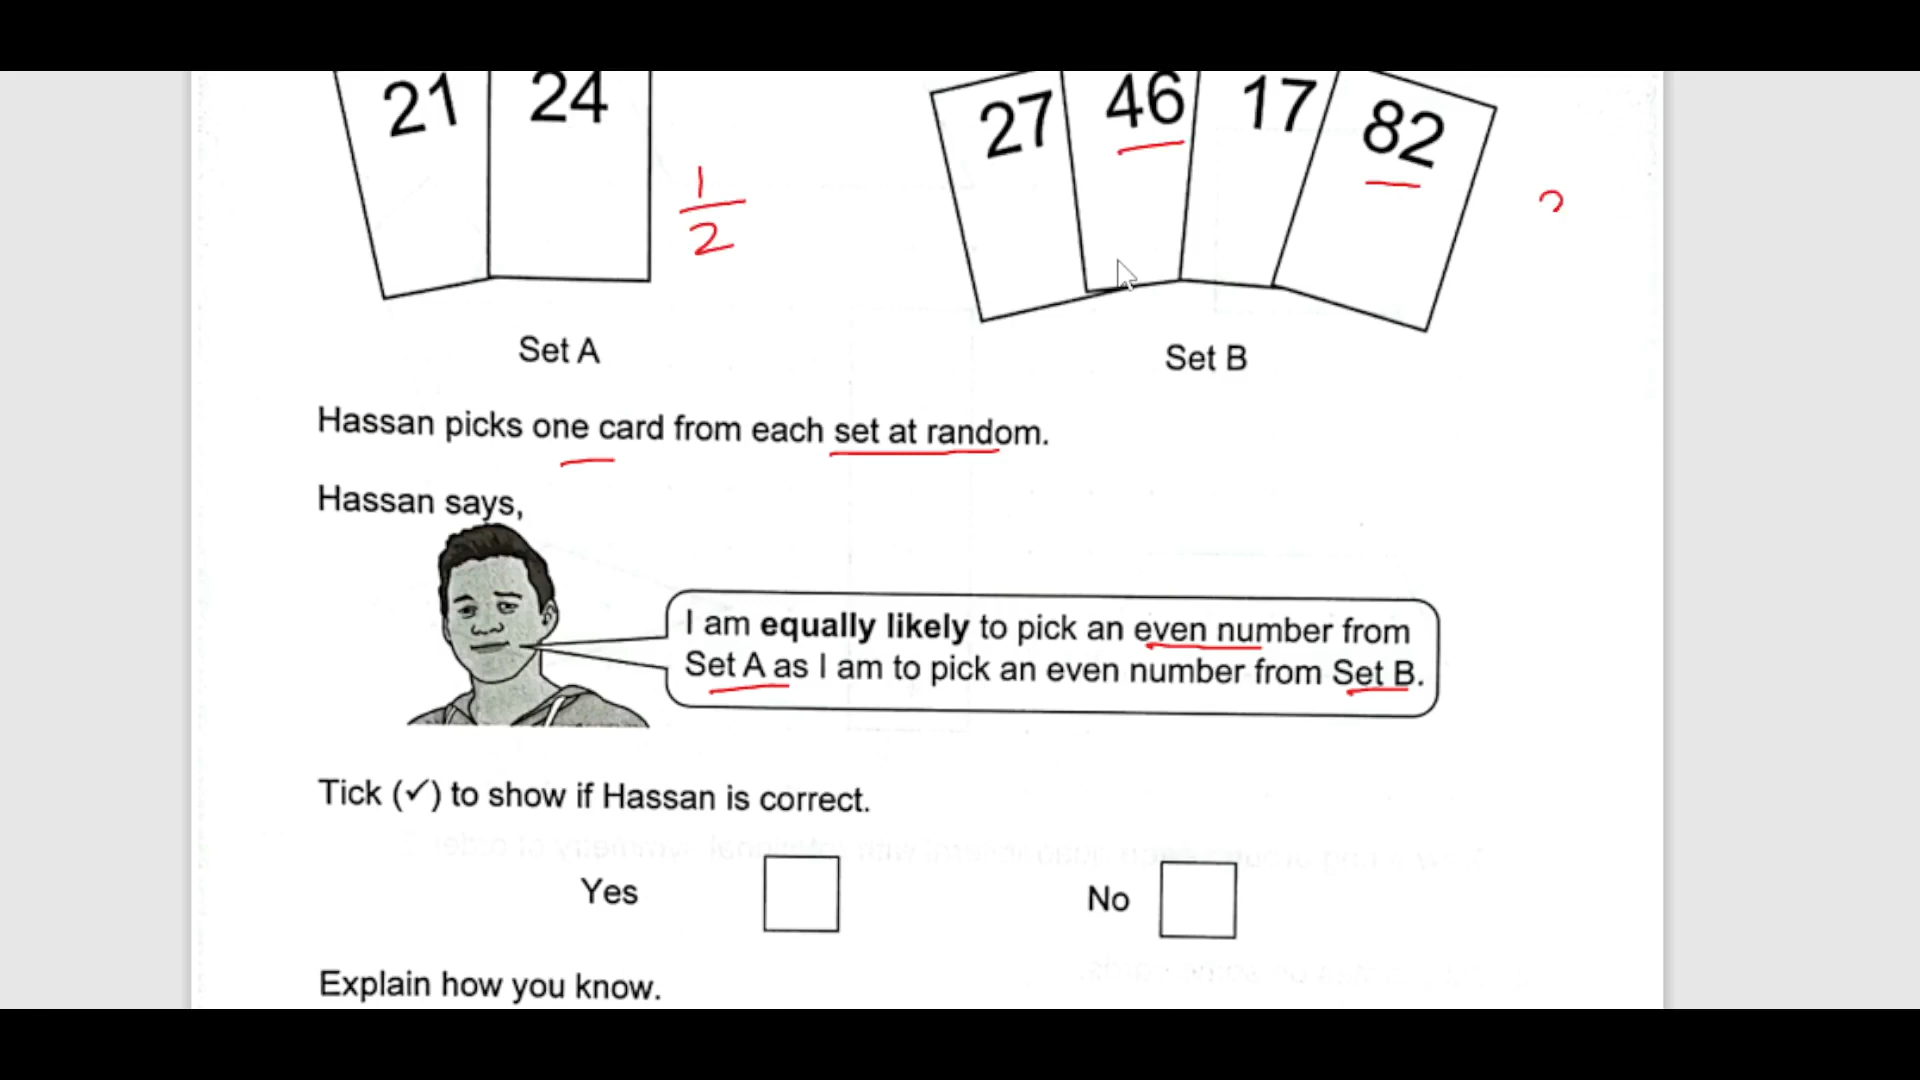 21 24 27 46 17 82
1
2
Set A Set B
Hassan picks one card from each set at random.
Hassan says,
I am equally likely to pick an even number from
Set A as I am to pick an even number from Set B.
Tick (✓) to show if Hassan is correct.
Yes No
Explain how you know.